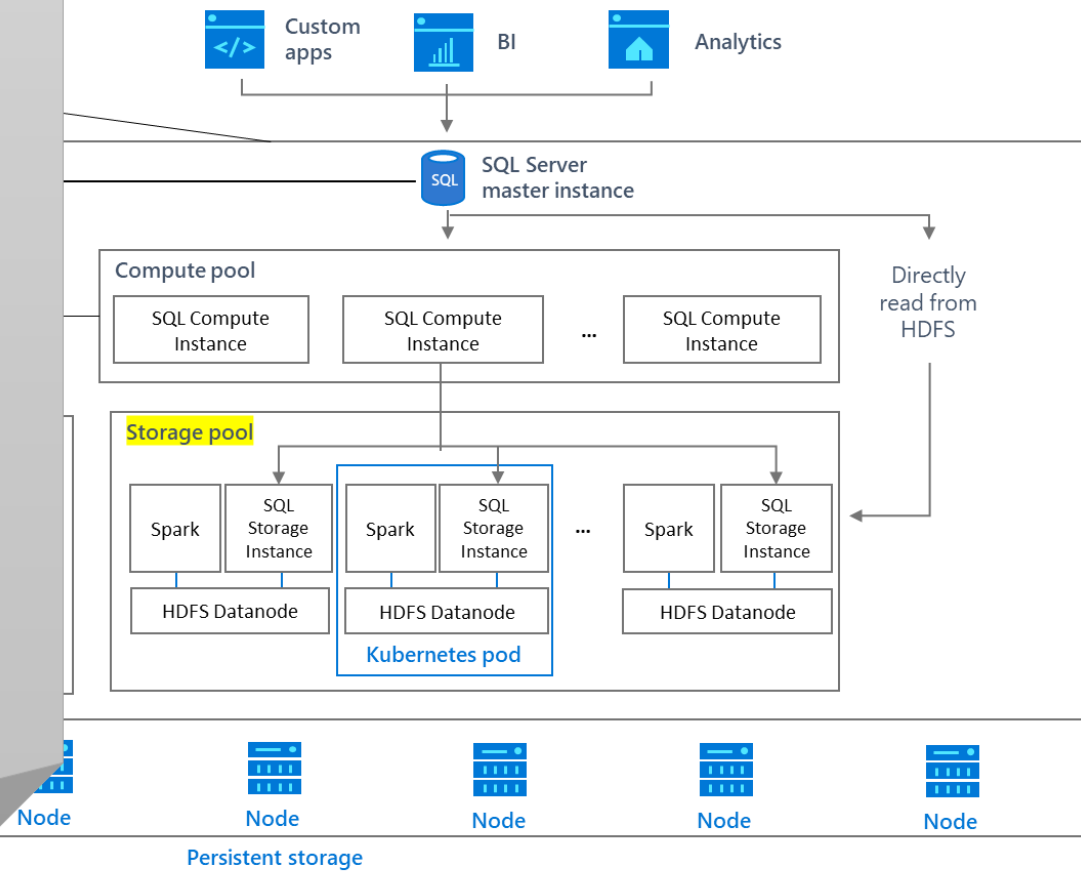 Custom
apps
BI
Analytics
SQL
SQL Server
master instance
Compute pool
SQL Compute
Instance
SQL Compute
Instance
...
SQL Compute
Instance
Directly
read from
HDFS
Storage pool
Spark
SQL
Storage
Instance
HDFS Datanode
Spark
SQL
Storage
Instance
HDFS Datanode
Kubernetes pod
...
Spark
SQL
Storage
Instance
HDFS Datanode
Node
Node
Node
Node
Node
Persistent storage